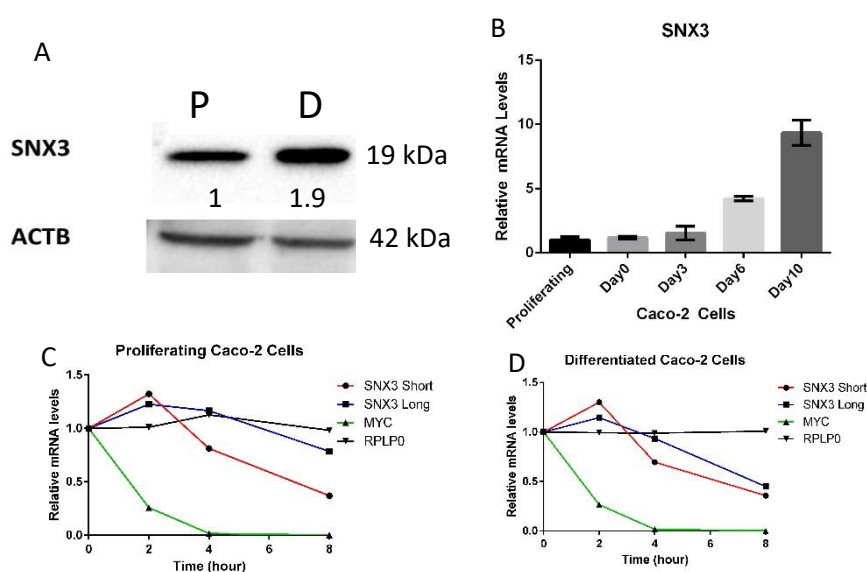 A
P D
SNX3 19 kDa
1 1.9
ACTB 42 kDa
B
SNX3
Relative mRNA Levels
15
10
5
0
Proliferating
Day0
Day3
Day6
Day10
Caco-2 Cells
C
Proliferating Caco-2 Cells
Relative mRNA levels
1.5
1.0
0.5
0.0
0 2 4 6 8
Time (hour)
SNX3 Short
SNX3 Long
MYC
RPLP0
D
Differentiated Caco-2 Cells
Relative mRNA levels
1.5
1.0
0.5
0.0
0 2 4 6 8
Time (hour)
SNX3 Short
SNX3 Long
MYC
RPLP0